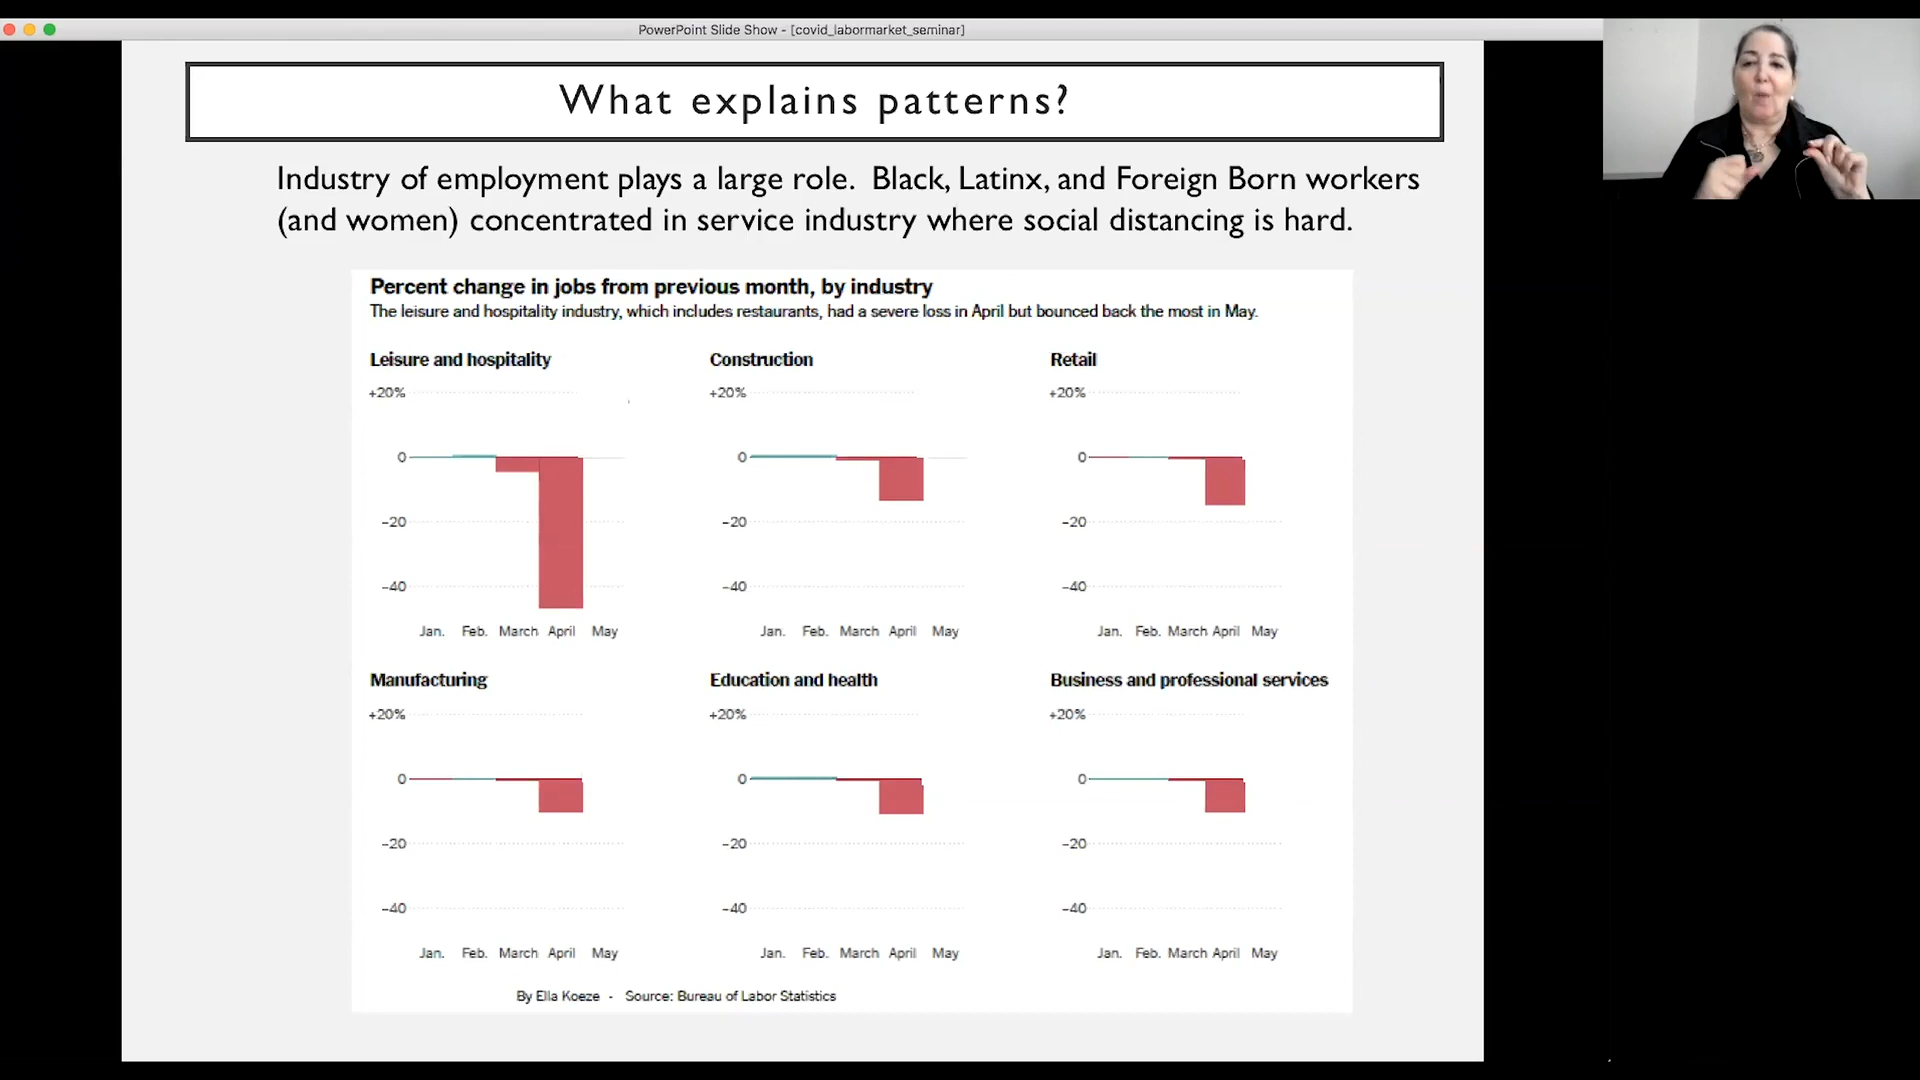 PowerPoint Slide Show - [covid_labormarket_seminar]
What explains patterns?
Industry of employment plays a large role.  Black, Latinx, and Foreign Born workers
(and women) concentrated in service industry where social distancing is hard.
Percent change in jobs from previous month, by industry
The leisure and hospitality industry, which includes restaurants, had a severe loss in April but bounced back the most in May.
Leisure and hospitality
+20%
0
−20
−40
Jan. Feb. March April May
Construction
+20%
0
−20
−40
Jan. Feb. March April May
Retail
+20%
0
−20
−40
Jan. Feb. March April May
Manufacturing
+20%
0
−20
−40
Jan. Feb. March April May
Education and health
+20%
0
−20
−40
Jan. Feb. March April May
Business and professional services
+20%
0
−20
−40
Jan. Feb. March April May
By Ella Koeze - Source: Bureau of Labor Statistics